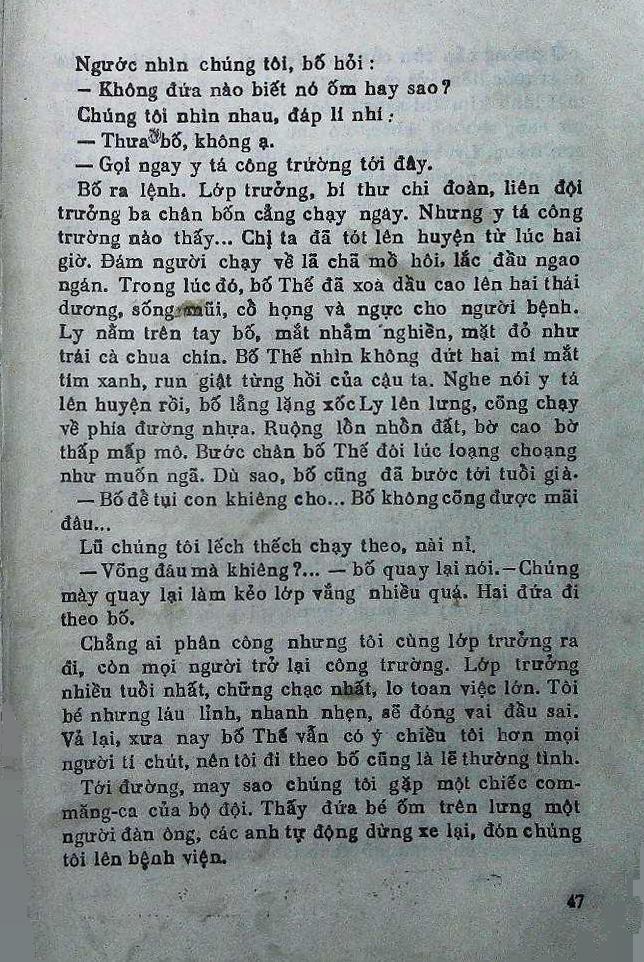 Ngước nhìn chúng tôi, bố hỏi :
— Không đứa nào biết nó ốm hay sao ?
Chúng tôi nhìn nhau, đáp lí nhí :
— Thưa bố, không ạ.
— Gọi ngay y tá công trường tới đây.
Bố ra lệnh. Lớp trưởng, bí thư chi đoàn, liên đội
trưởng ba chân bốn cẳng chạy ngay. Nhưng y tá công
trường nào thấy... Chị ta đã tót lên huyện từ lúc hai
giờ. Đám người chạy về lã chã mồ hôi, lắc đầu ngao
ngán. Trong lúc đó, bố Thế đã xoa dầu cao lên hai thái
dương, sống mũi, cổ họng và ngực cho người bệnh.
Ly nằm trên tay bố, mắt nhắm nghiền, mặt đỏ như
trái cà chua chín. Bố Thế nhìn không dứt hai mí mắt
tím xanh, run giật từng hồi của cậu ta. Nghe nói y tá
lên huyện rồi, bố lẳng lặng xốc Ly lên lưng, cõng chạy
về phía đường nhựa. Ruộng lổn nhổn đất, bờ cao bờ
thấp mấp mô. Bước chân bố Thế đôi lúc loạng choạng
như muốn ngã. Dù sao, bố cũng đã bước tới tuổi già.
— Bố để tụi con khiêng cho... Bố không cõng được mãi
đâu...
Lũ chúng tôi lếch thếch chạy theo, nài nỉ.
— Võng đâu mà khiêng ?... — bố quay lại nói. — Chúng
mày quay lại làm kẻo lớp vắng nhiều quá. Hai đứa đi
theo bố.
Chẳng ai phân công nhưng tôi cùng lớp trưởng ra
đi, còn mọi người trở lại công trường. Lớp trưởng
nhiều tuổi nhất, chững chạc nhất, lo toan việc lớn. Tôi
bé nhưng láu lỉnh, nhanh nhẹn, sẽ đóng vai đầu sai.
Vả lại, xưa nay bố Thế vẫn có ý chiều tôi hơn mọi
người tí chút, nên tôi đi theo bố cũng là lẽ thường tình.
Tới đường, may sao chúng tôi gặp một chiếc com-
măng-ca của bộ đội. Thấy đứa bé ốm trên lưng một
người đàn ông, các anh tự động dừng xe lại, đón chúng
tôi lên bệnh viện.
47